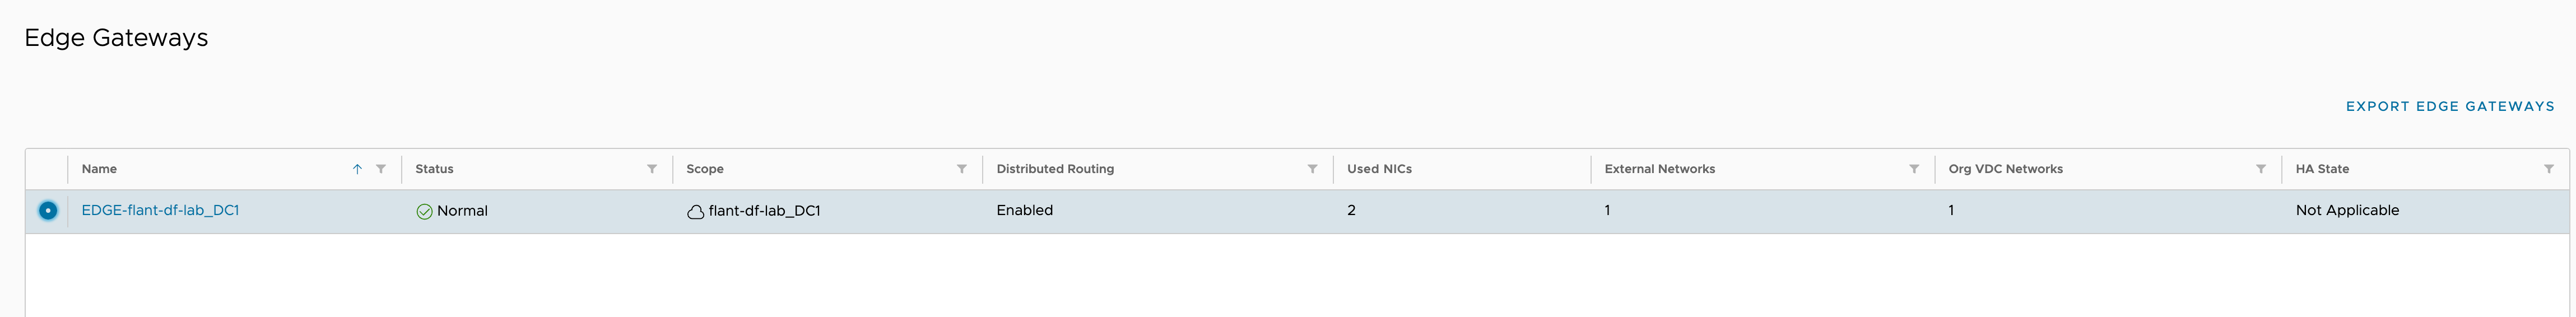 Edge Gateways
EXPORT EDGE GATEWAYS
Name Status Scope Distributed Routing Used NICs External Networks Org VDC Networks HA State
EDGE-flant-df-lab_DC1 Normal flant-df-lab_DC1 Enabled 2 1 1 Not Applicable